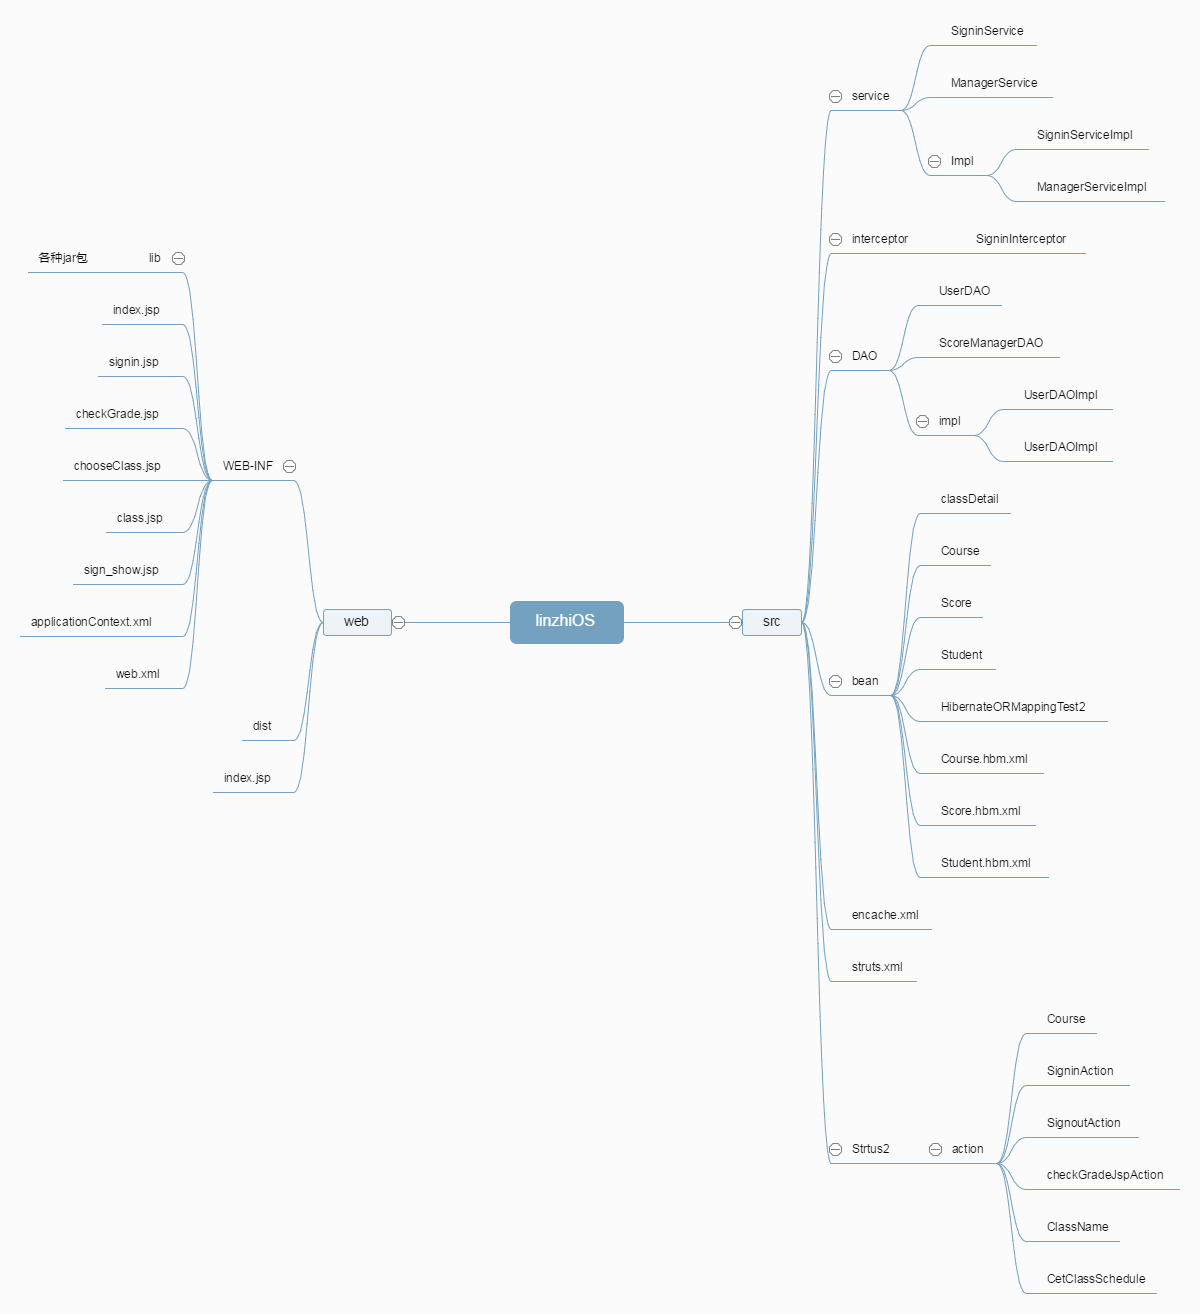 linzhiOS
src
service
SigninService
ManagerService
Impl
SigninServiceImpl
ManagerServiceImpl
interceptor
SigninInterceptor
DAO
UserDAO
ScoreManagerDAO
impl
UserDAOImpl
UserDAOImpl
bean
classDetail
Course
Score
Student
HibernateORMappingTest2
Course.hbm.xml
Score.hbm.xml
Student.hbm.xml
encache.xml
struts.xml
Strtus2
action
Course
SigninAction
SignoutAction
checkGradeJspAction
ClassName
CetClassSchedule
web
WEB-INF
lib
各种jar包
index.jsp
signin.jsp
checkGrade.jsp
chooseClass.jsp
class.jsp
sign_show.jsp
applicationContext.xml
web.xml
dist
index.jsp